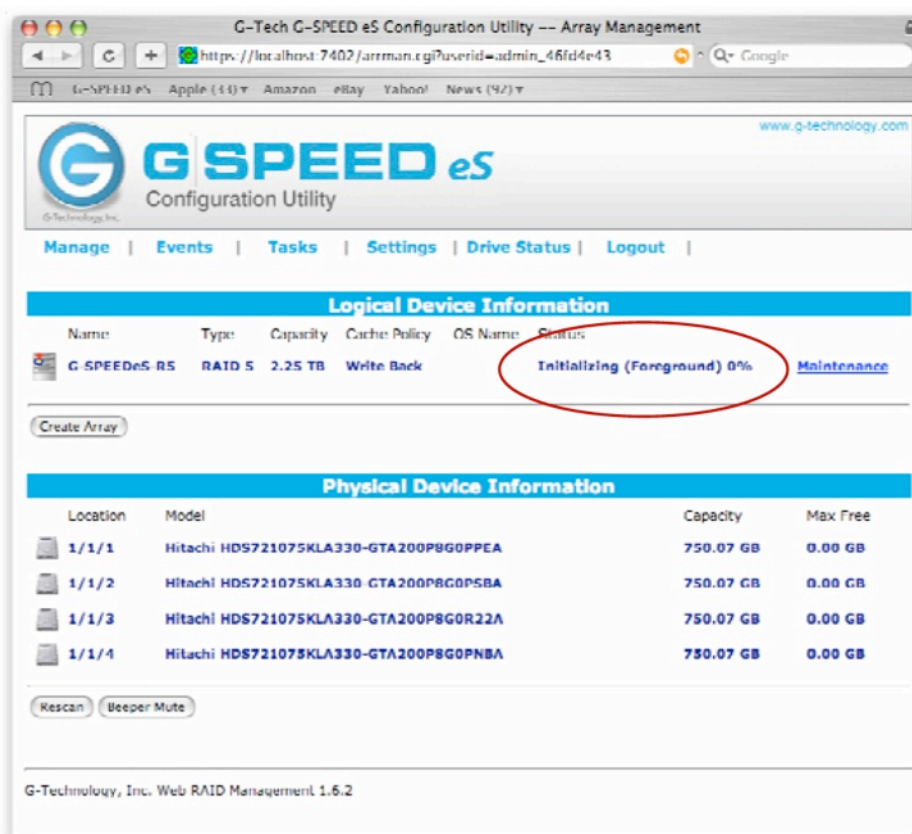 G-Tech G-SPEED eS Configuration Utility -- Array Management
https://localhost:7402/arrman.cgi?userid=admin_46fd4e43
Google
G-SPEED eS Apple (33) Amazon eBay Yahoo! News (92)
www.g-technology.com
G SPEED eS
Configuration Utility
G-Technology, Inc.
Manage | Events | Tasks | Settings | Drive Status | Logout |
Logical Device Information
Name Type Capacity Cache Policy OS Name Status
G-SPEEDeS-R5 RAID 5 2.25 TB Write Back Initializing (Foreground) 0% Maintenance
Create Array
Physical Device Information
Location Model Capacity Max Free
1/1/1 Hitachi HDS721075KLA330-GTA200P8G0PPEA 750.07 GB 0.00 GB
1/1/2 Hitachi HDS721075KLA330-GTA200P8G0PSBA 750.07 GB 0.00 GB
1/1/3 Hitachi HDS721075KLA330-GTA200P8G0R22A 750.07 GB 0.00 GB
1/1/4 Hitachi HDS721075KLA330-GTA200P8G0PNBA 750.07 GB 0.00 GB
Rescan Beeper Mute
G-Technology, Inc. Web RAID Management 1.6.2